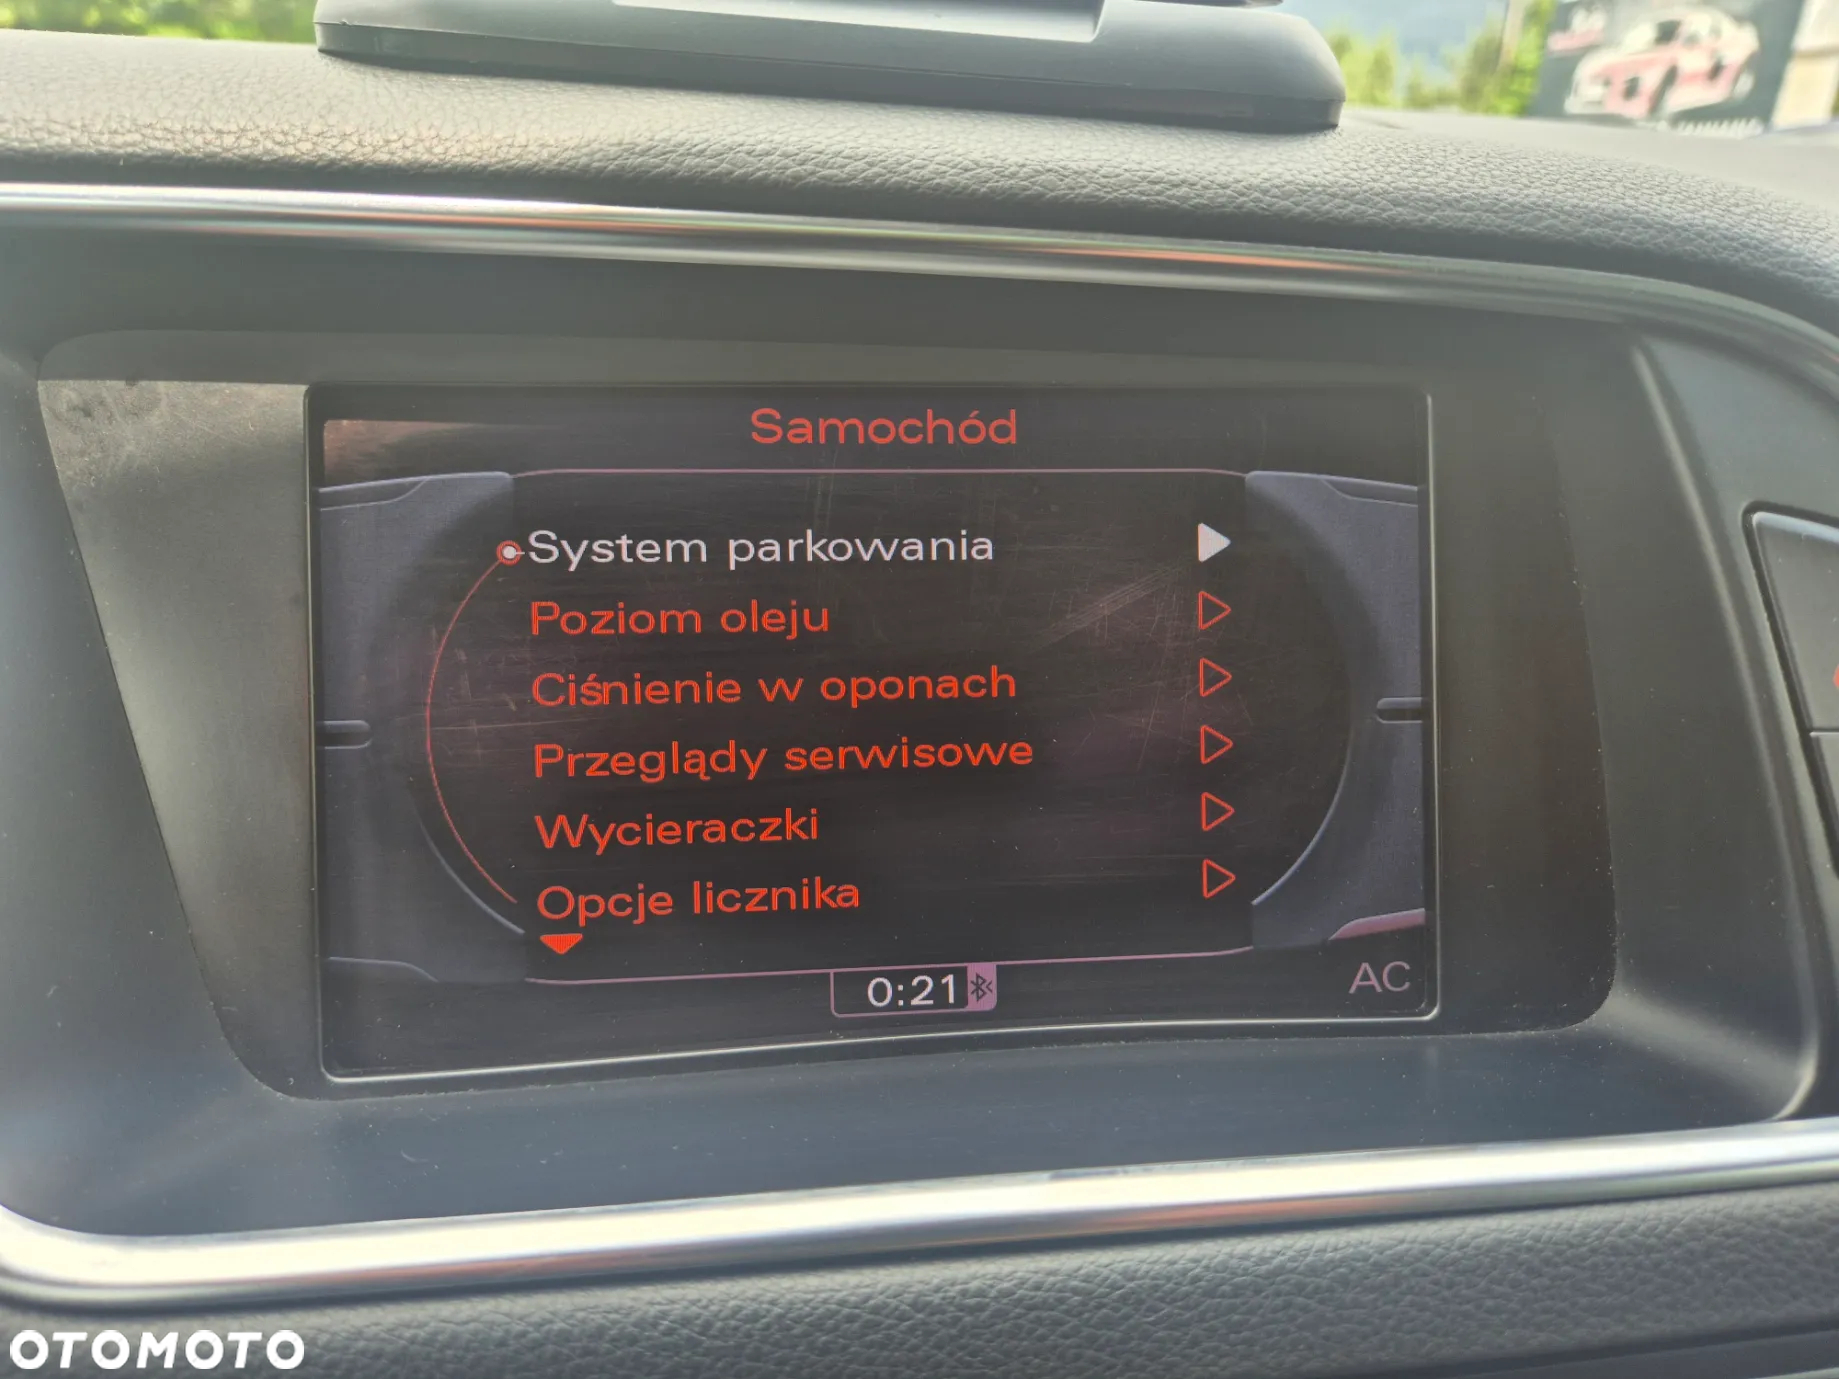 Samochód
System parkowania
Poziom oleju
Ciśnienie w oponach
Przeglądy serwisowe
Wycieraczki
Opcje licznika
0:21
AC
OTOMOTO